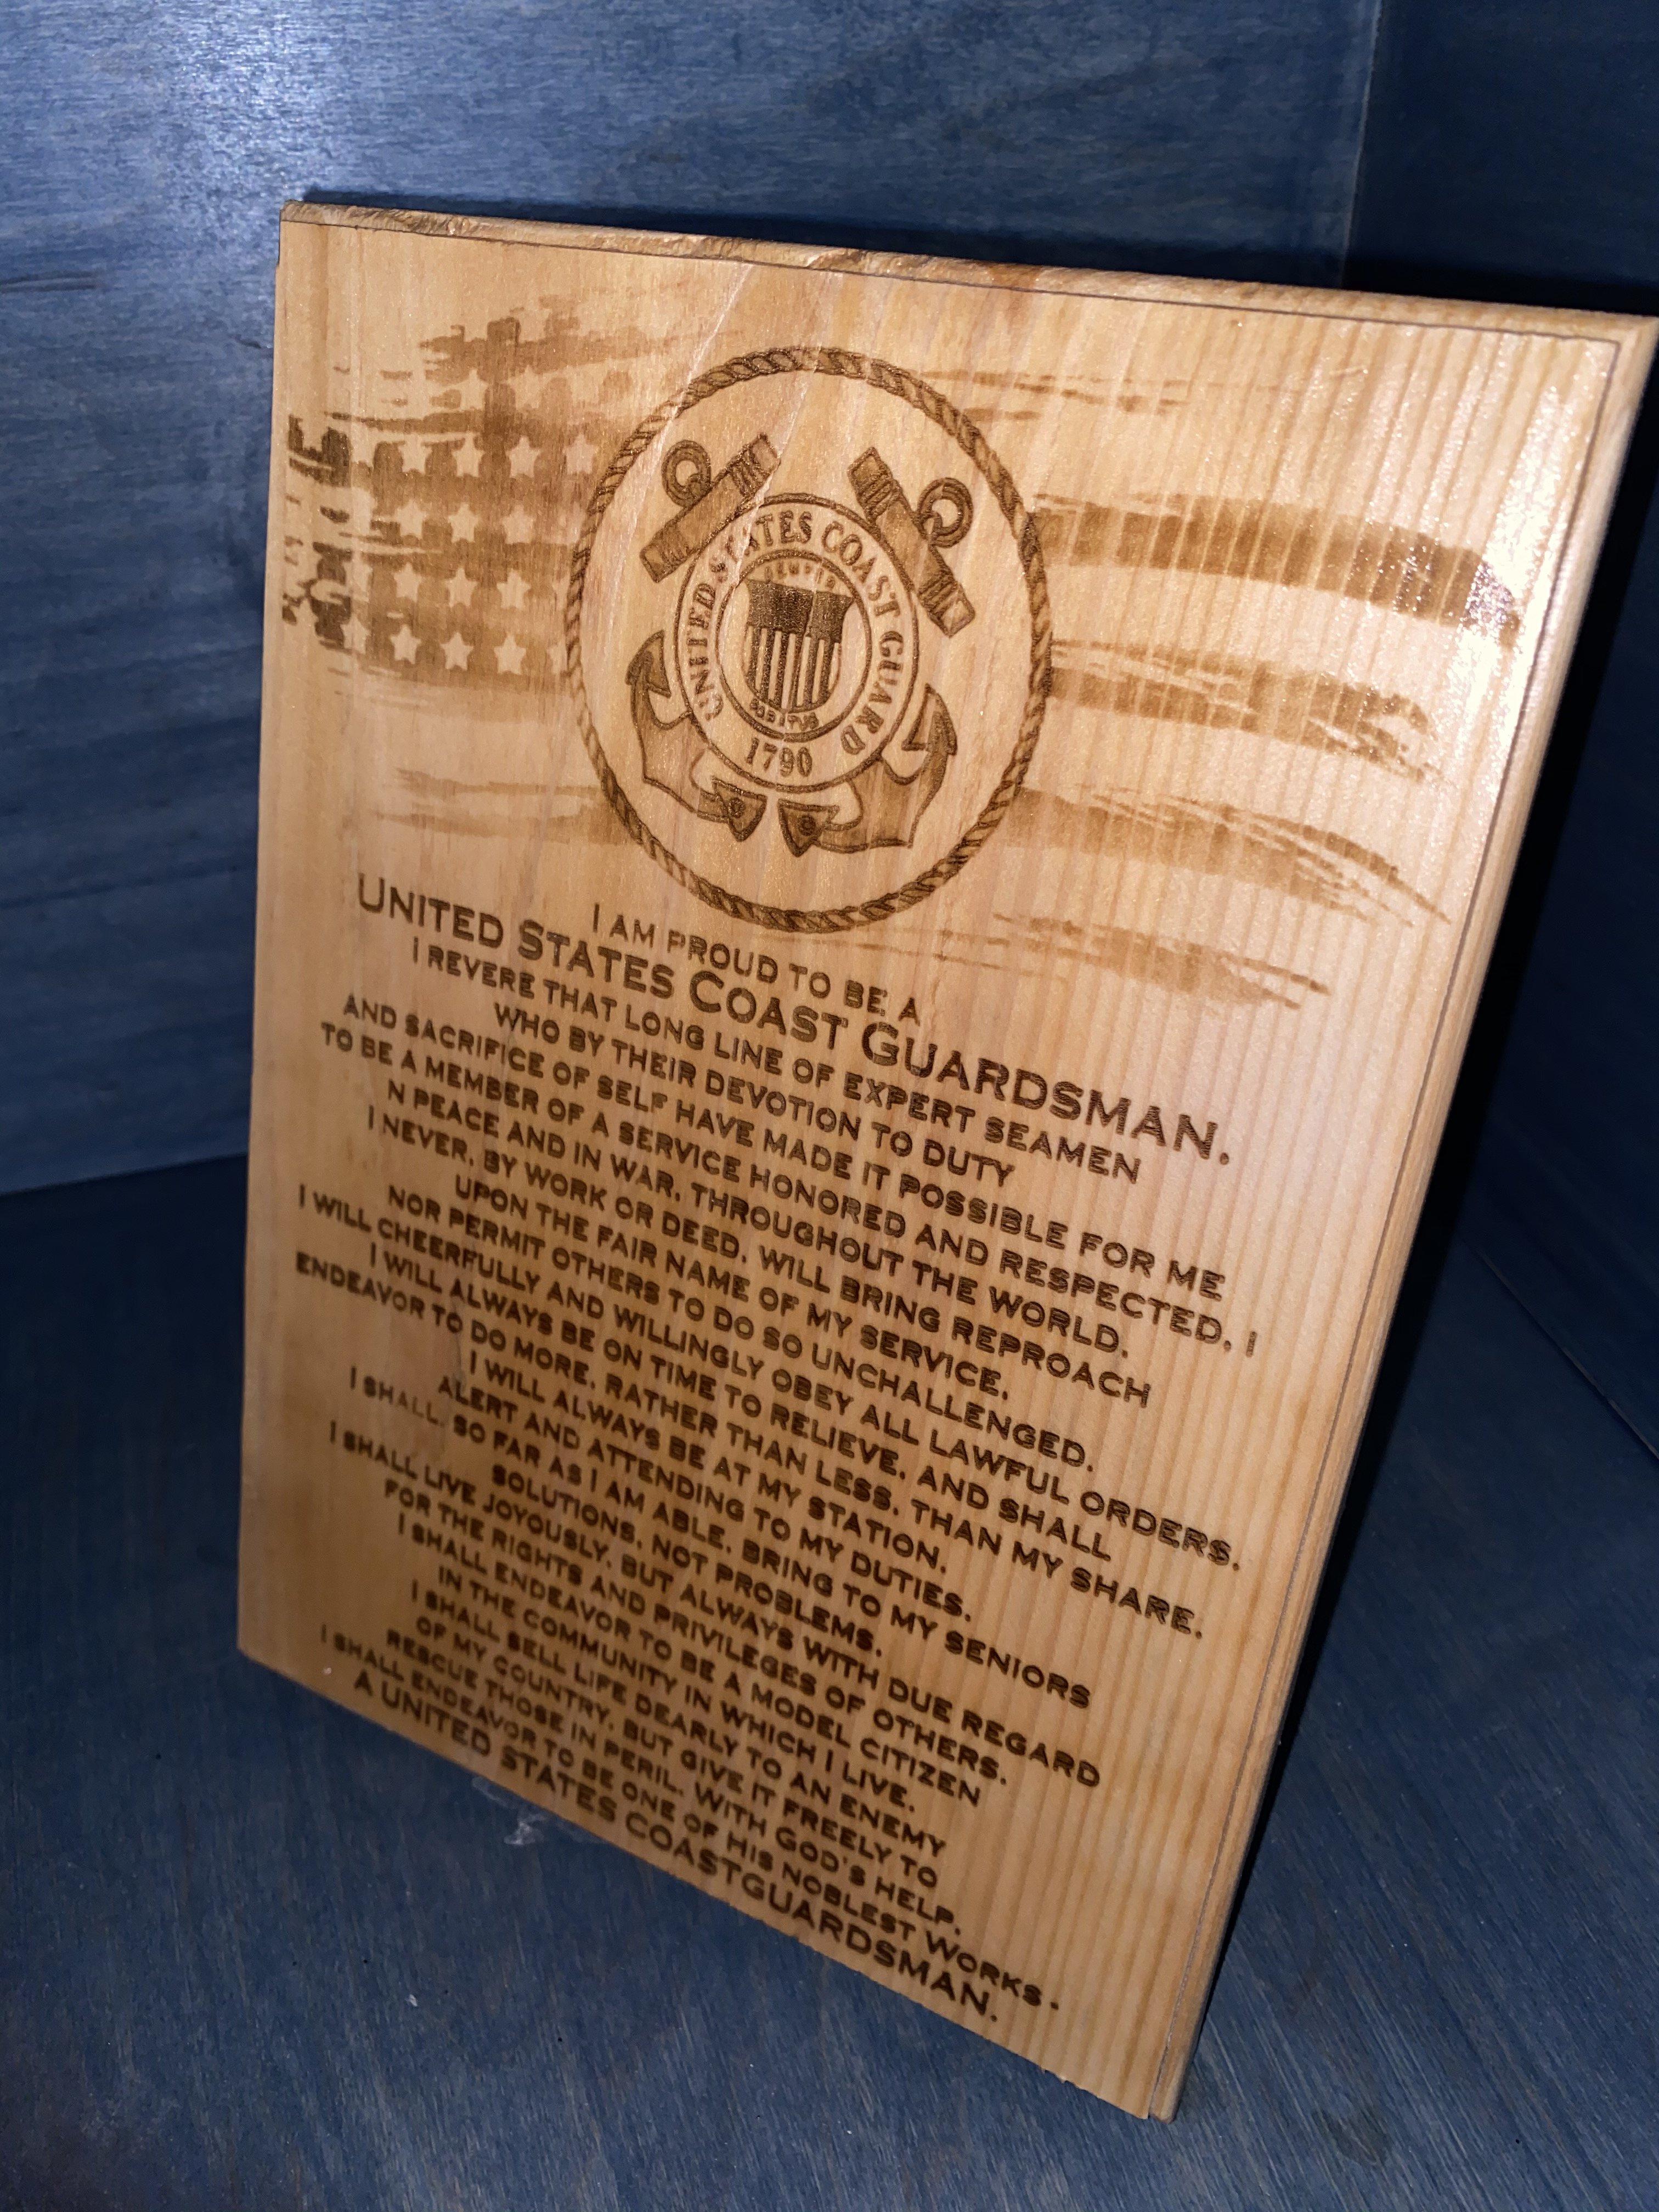 UNITED STATES COAST GUARD
SEMPER
PARATUS
1790
I AM PROUD TO BE A
UNITED STATES COAST GUARDSMAN.
I REVERE THAT LONG LINE OF EXPERT SEAMEN
WHO BY THEIR DEVOTION TO DUTY
AND SACRIFICE OF SELF HAVE MADE IT POSSIBLE FOR ME
TO BE A MEMBER OF A SERVICE HONORED AND RESPECTED, I
N PEACE AND IN WAR, THROUGHOUT THE WORLD.
I NEVER, BY WORK OR DEED, WILL BRING REPROACH
UPON THE FAIR NAME OF MY SERVICE,
NOR PERMIT OTHERS TO DO SO UNCHALLENGED.
I WILL CHEERFULLY AND WILLINGLY OBEY ALL LAWFUL ORDERS.
I WILL ALWAYS BE ON TIME TO RELIEVE, AND SHALL
ENDEAVOR TO DO MORE, RATHER THAN LESS, THAN MY SHARE.
I WILL ALWAYS BE AT MY STATION,
ALERT AND ATTENDING TO MY DUTIES.
I SHALL, SO FAR AS I AM ABLE, BRING TO MY SENIORS
SOLUTIONS, NOT PROBLEMS.
I SHALL LIVE JOYOUSLY, BUT ALWAYS WITH DUE REGARD
FOR THE RIGHTS AND PRIVILEGES OF OTHERS.
I SHALL ENDEAVOR TO BE A MODEL CITIZEN
IN THE COMMUNITY IN WHICH I LIVE.
I SHALL SELL LIFE DEARLY TO AN ENEMY
OF MY COUNTRY, BUT GIVE IT FREELY TO
RESCUE THOSE IN PERIL. WITH GOD'S HELP,
I SHALL ENDEAVOR TO BE ONE OF HIS NOBLEST WORKS.
A UNITED STATES COASTGUARDSMAN.